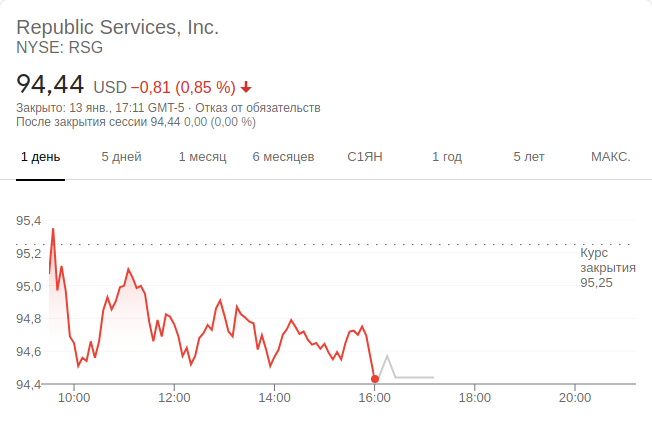 Republic Services, Inc.
NYSE: RSG
94,44 USD −0,81 (0,85 %)
Закрыто: 13 янв., 17:11 GMT-5 · Отказ от обязательств
После закрытия сессии 94,44 0,00 (0,00 %)
1 день 5 дней 1 месяц 6 месяцев С1ЯН 1 год 5 лет МАКС.
95,4
95,2
95,0
94,8
94,6
94,4
Курс
закрытия
95,25
10:00 12:00 14:00 16:00 18:00 20:00